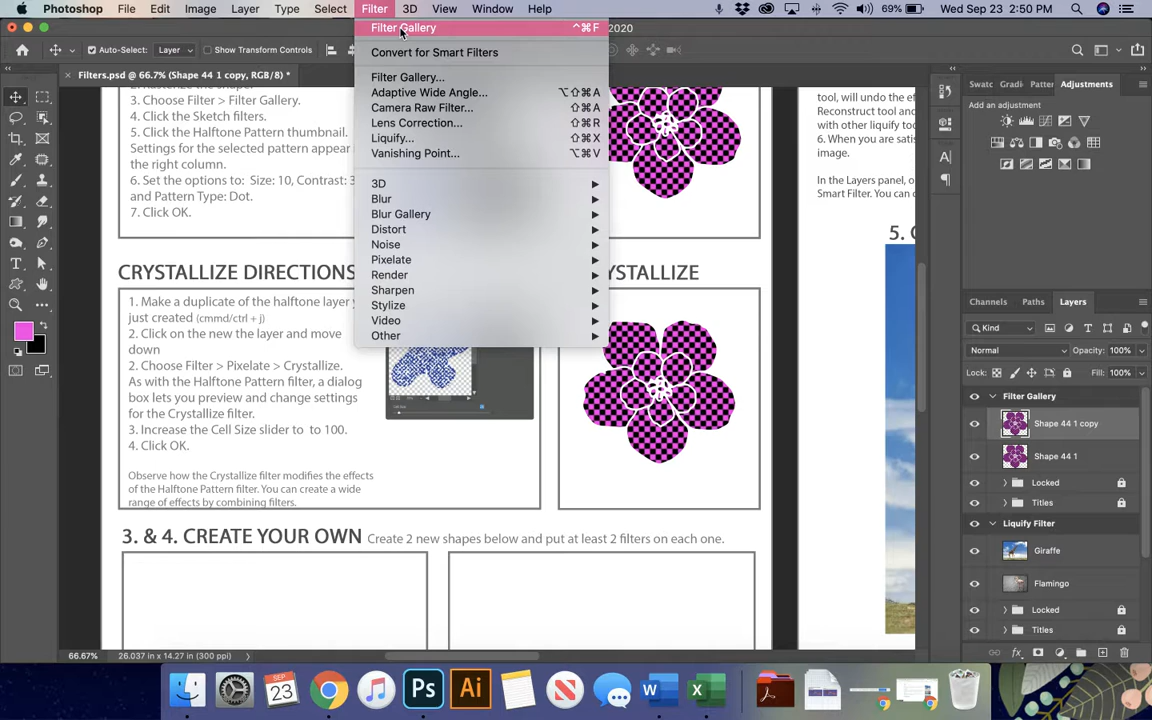 Photoshop File Edit Image Layer Type Select Filter 3D View Window Help 69% Wed Sep 23 2:50 PM
Filter Gallery ^⌘F
2020
Auto-Select: Layer Show Transform Controls
Filters.psd @ 66.7% (Shape 44 1 copy, RGB/8) *
Convert for Smart Filters
Filter Gallery...
Adaptive Wide Angle... ⌥⇧⌘A
Camera Raw Filter... ⇧⌘A
Lens Correction... ⇧⌘R
Liquify... ⇧⌘X
Vanishing Point... ⌥⌘V
3D
Blur
Blur Gallery
Distort
Noise
Pixelate
Render
Sharpen
Stylize
Video
Other
3. Choose Filter > Filter Gallery.
4. Click the Sketch filters.
5. Click the Halftone Pattern thumbnail.
Settings for the selected pattern appear
the right column.
6. Set the options to: Size: 10, Contrast: 3
and Pattern Type: Dot.
7. Click OK.
CRYSTALLIZE DIRECTIONS
1. Make a duplicate of the halftone layer
just created (cmmd/ctrl + j)
2. Click on the new the layer and move
down
2. Choose Filter > Pixelate > Crystallize.
As with the Halftone Pattern filter, a dialog
box lets you preview and change settings
for the Crystallize filter.
3. Increase the Cell Size slider to to 100.
4. Click OK.
Observe how the Crystallize filter modifies the effects
of the Halftone Pattern filter. You can create a wide
range of effects by combining filters.
YSTALLIZE
3. & 4. CREATE YOUR OWN Create 2 new shapes below and put at least 2 filters on each one.
tool, will undo the e
Reconstruct tool and
with other liquify too
6. When you are satis
image.
In the Layers panel, o
Smart Filter. You can
5. C
66.67% 26.037 in x 14.27 in (300 ppi)
Swatc Gradi Patter Adjustments
Add an adjustment
Channels Paths Layers
Kind
Normal Opacity: 100%
Lock: Fill: 100%
Filter Gallery
Shape 44 1 copy
Shape 44 1
Locked
Titles
Liquify Filter
Giraffe
Flamingo
Locked
Titles
fx
SEP
23
Ps Ai W X